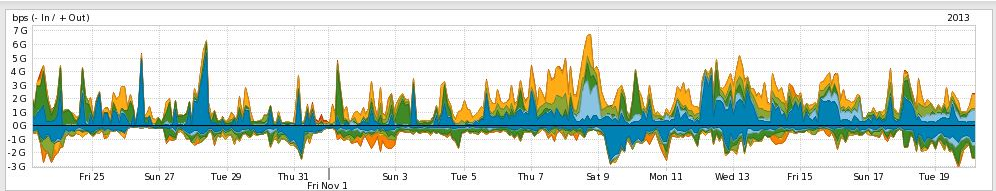 bps (- In / + Out) 2013
7 G
6 G
5 G
4 G
3 G
2 G
1 G
0 G
-1 G
-2 G
-3 G
Fri 25 Sun 27 Tue 29 Thu 31 Sun 3 Tue 5 Thu 7 Sat 9 Mon 11 Wed 13 Fri 15 Sun 17 Tue 19
Fri Nov 1